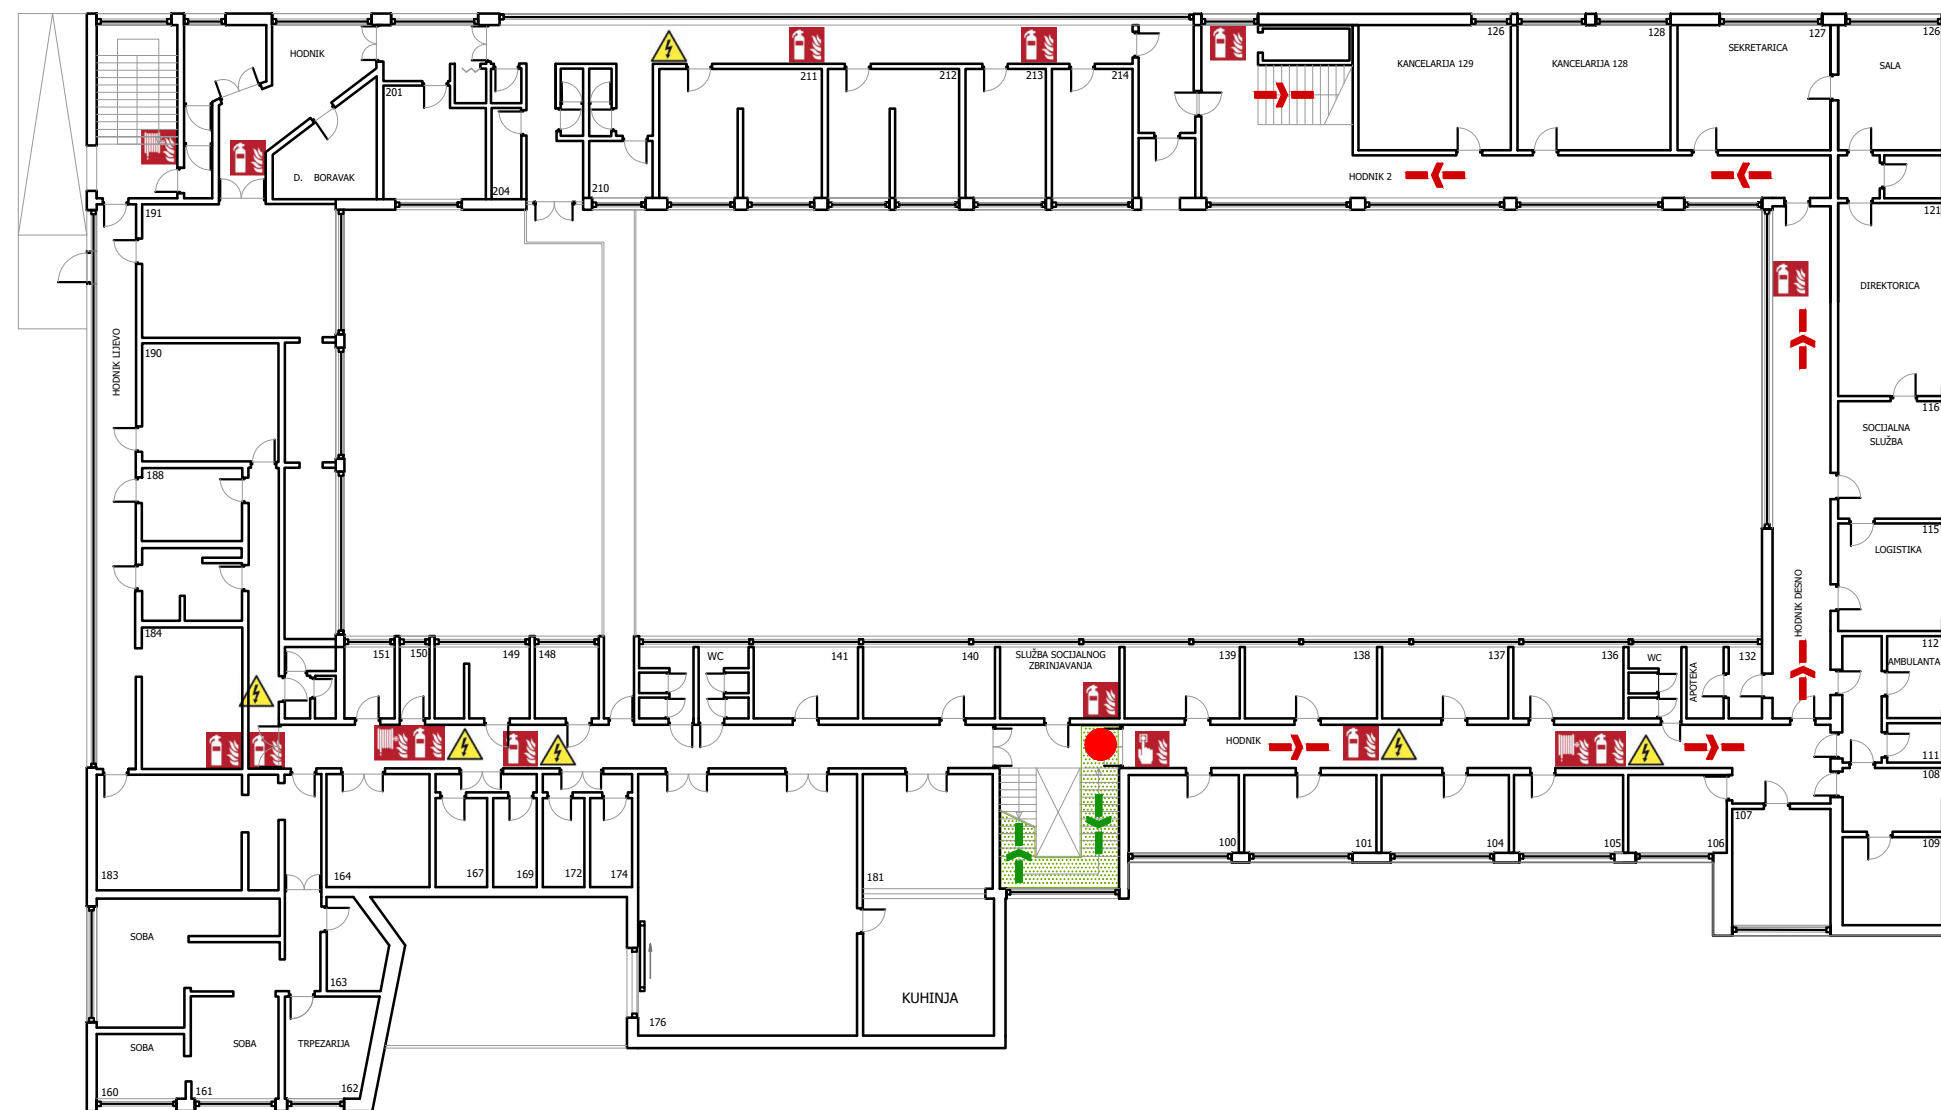 HODNIK
201
211
212
213
214
126
128
127
126
KANCELARIJA 129
KANCELARIJA 128
SEKRETARICA
SALA
D. BORAVAK
204
210
HODNIK 2
191
121
HODNIK LIJEVO
DIREKTORICA
190
116
SOCIJALNA
SLUŽBA
188
115
LOGISTIKA
HODNIK DESNO
184
112
AMBULANTA
151
150
149
148
WC
141
140
SLUŽBA SOCIJALNOG
ZBRINJAVANJA
139
138
137
136
WC
APOTEKA
132
HODNIK
111
108
107
109
183
164
167
169
172
174
181
100
101
104
105
106
SOBA
163
KUHINJA
176
SOBA
SOBA
TRPEZARIJA
160
161
162